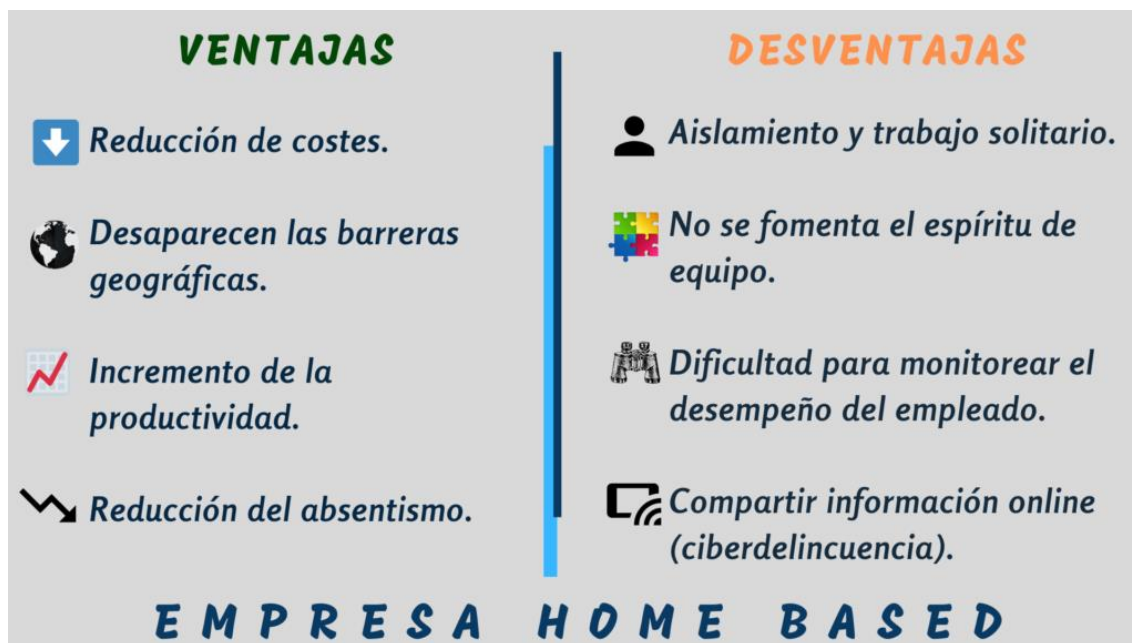 VENTAJAS
Reducción de costes.
Desaparecen las barreras
geográficas.
Incremento de la
productividad.
Reducción del absentismo.
DESVENTAJAS
Aislamiento y trabajo solitario.
No se fomenta el espíritu de
equipo.
Dificultad para monitorear el
desempeño del empleado.
Compartir información online
(ciberdelincuencia).
EMPRESA HOME BASED